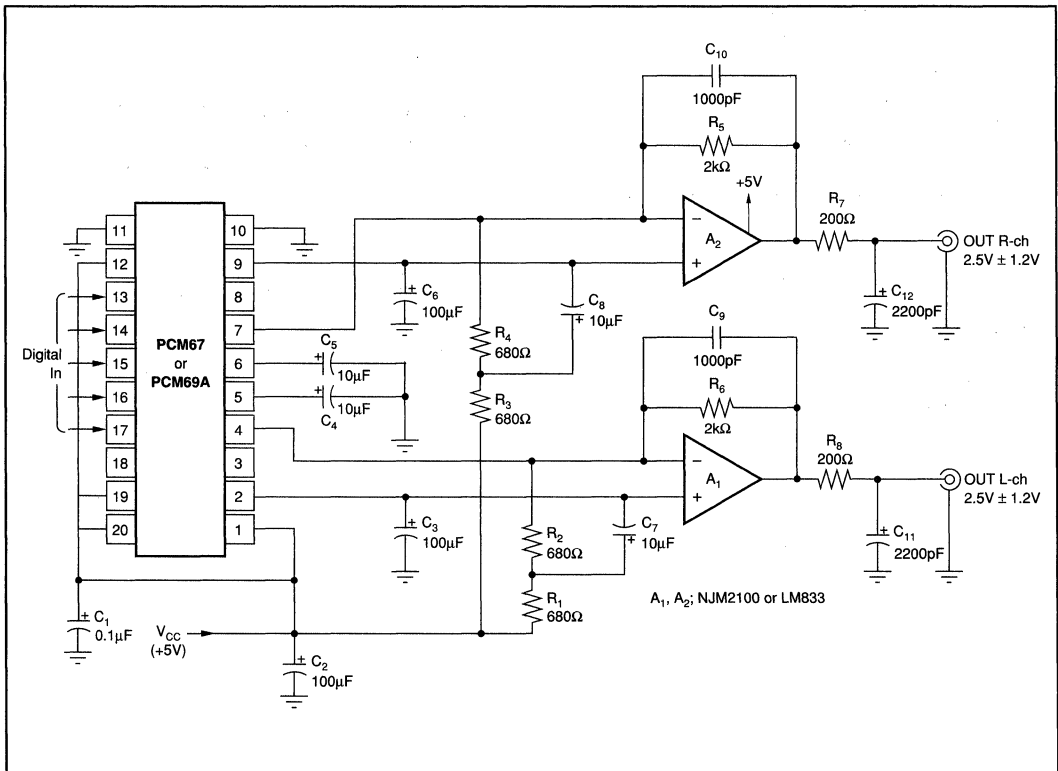 C10
1000pF
R5
2kΩ
+5V
R7
200Ω
A2
−
+
OUT R-ch
2.5V ± 1.2V
C12
2200pF
+
11
10
12
9
13
8
14
7
15
6
16
5
17
4
18
3
19
2
20
1
PCM67
or
PCM69A
Digital
In
+
C6
100µF
C8
10µF
+
R4
680Ω
R3
680Ω
C5
+
10µF
+
10µF
C4
C9
1000pF
R6
2kΩ
R8
200Ω
A1
−
+
OUT L-ch
2.5V ± 1.2V
+
C11
2200pF
+
C3
100µF
R2
680Ω
C7
10µF
+
R1
680Ω
A1, A2; NJM2100 or LM833
+
C1
0.1µF
VCC
(+5V)
+
C2
100µF